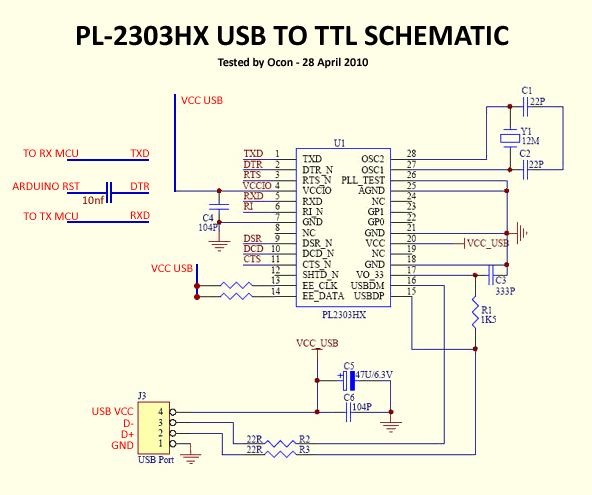 PL-2303HX USB TO TTL SCHEMATIC
Tested by Ocon - 28 April 2010
VCC USB
TO RX MCU TXD
ARDUINO RST DTR
10nf
TO TX MCU RXD
VCC USB
C4
104P
U1
TXD 1 TXD OSC2 28
DTR 2 DTR_N OSC1 27
RTS 3 RTS_N PLL_TEST 26
VCCIO 4 VCCIO AGND 25
RXD 5 RXD NC 24
RI 6 RI_N GP1 23
7 GND GP0 22
8 NC GND 21
DSR 9 DSR_N VCC 20 VCC_USB
DCD 10 DCD_N NC 19
CTS 11 CTS_N GND 18
12 SHTD_N VO_33 17
13 EE_CLK USBDM 16
14 EE_DATA USBDP 15
PL2303HX
C1
22P
Y1
12M
C2
22P
C3
333P
R1
1K5
VCC_USB
C5
+ 47U/6.3V
C6
104P
J3
USB VCC 4
D- 3
D+ 2
GND 1
USB Port
22R R2
22R R3